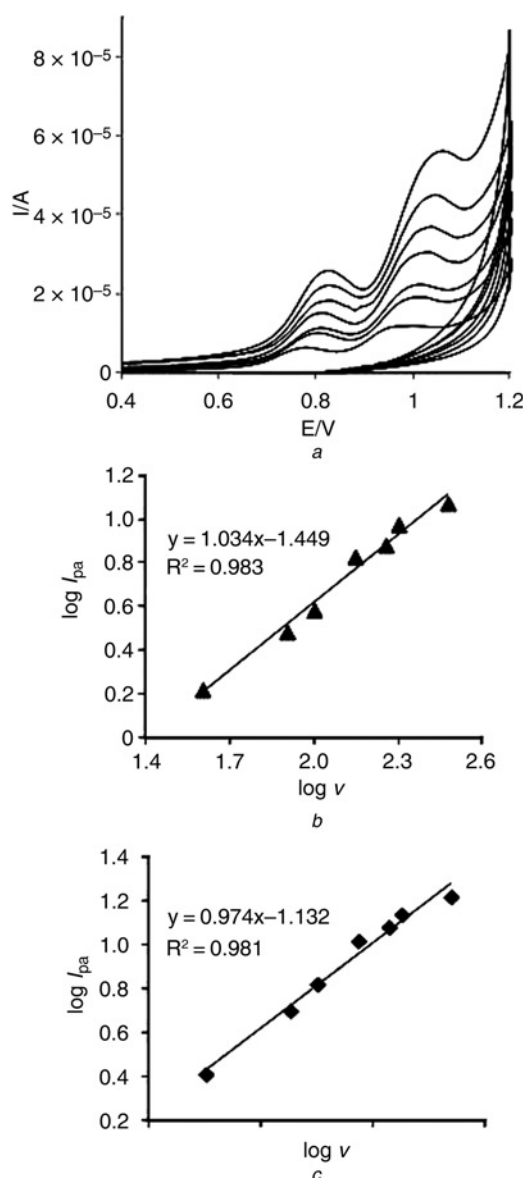 8 × 10⁻⁵
6 × 10⁻⁵
I/A
4 × 10⁻⁵
2 × 10⁻⁵
0
0.4 0.6 0.8 1 1.2
E/V
a
1.2
1.0
y = 1.034x–1.449
0.8
R² = 0.983
log Ipa
0.6
0.4
0.2
0
1.4 1.7 2.0 2.3 2.6
log v
b
1.4
1.2
y = 0.974x–1.132
1.0
R² = 0.981
log Ipa
0.8
0.6
0.4
0.2
log v
c